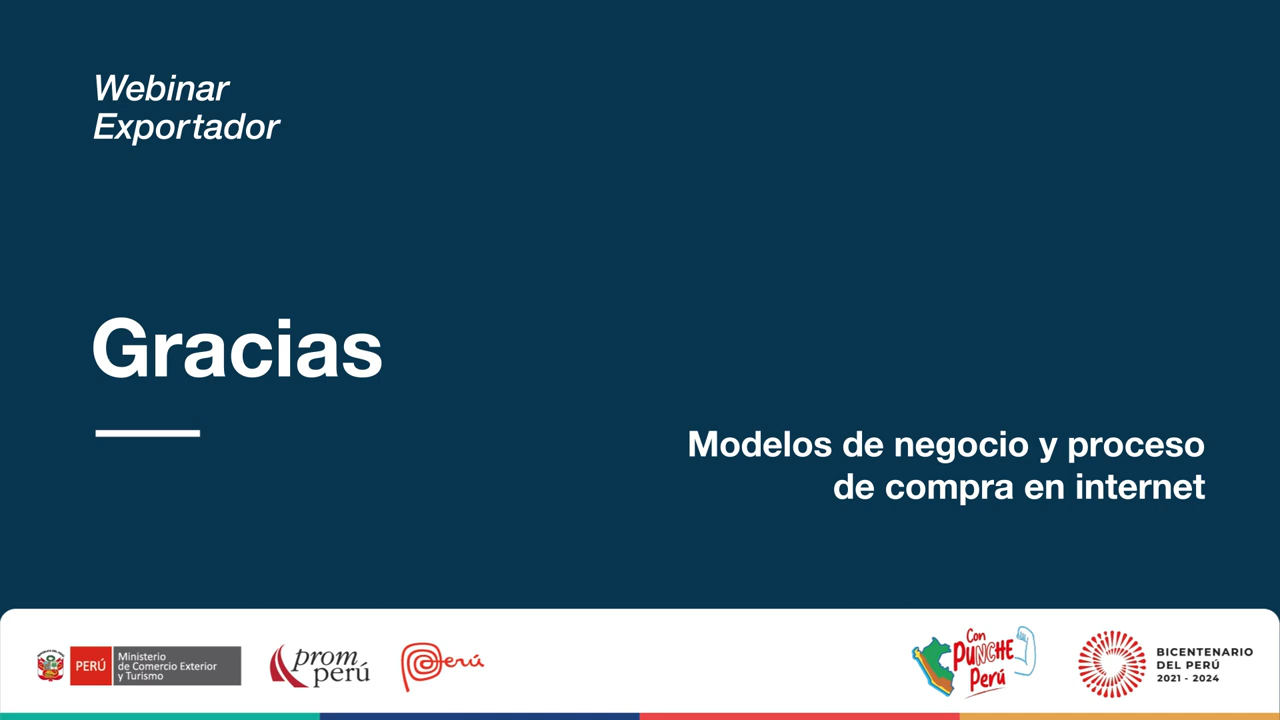 Webinar
Exportador
Gracias
Modelos de negocio y proceso
de compra en internet
PERÚ
Ministerio
de Comercio Exterior
y Turismo
prom
perú
Perú
Con
PUNCHE
Perú
BICENTENARIO
DEL PERÚ
2021 - 2024